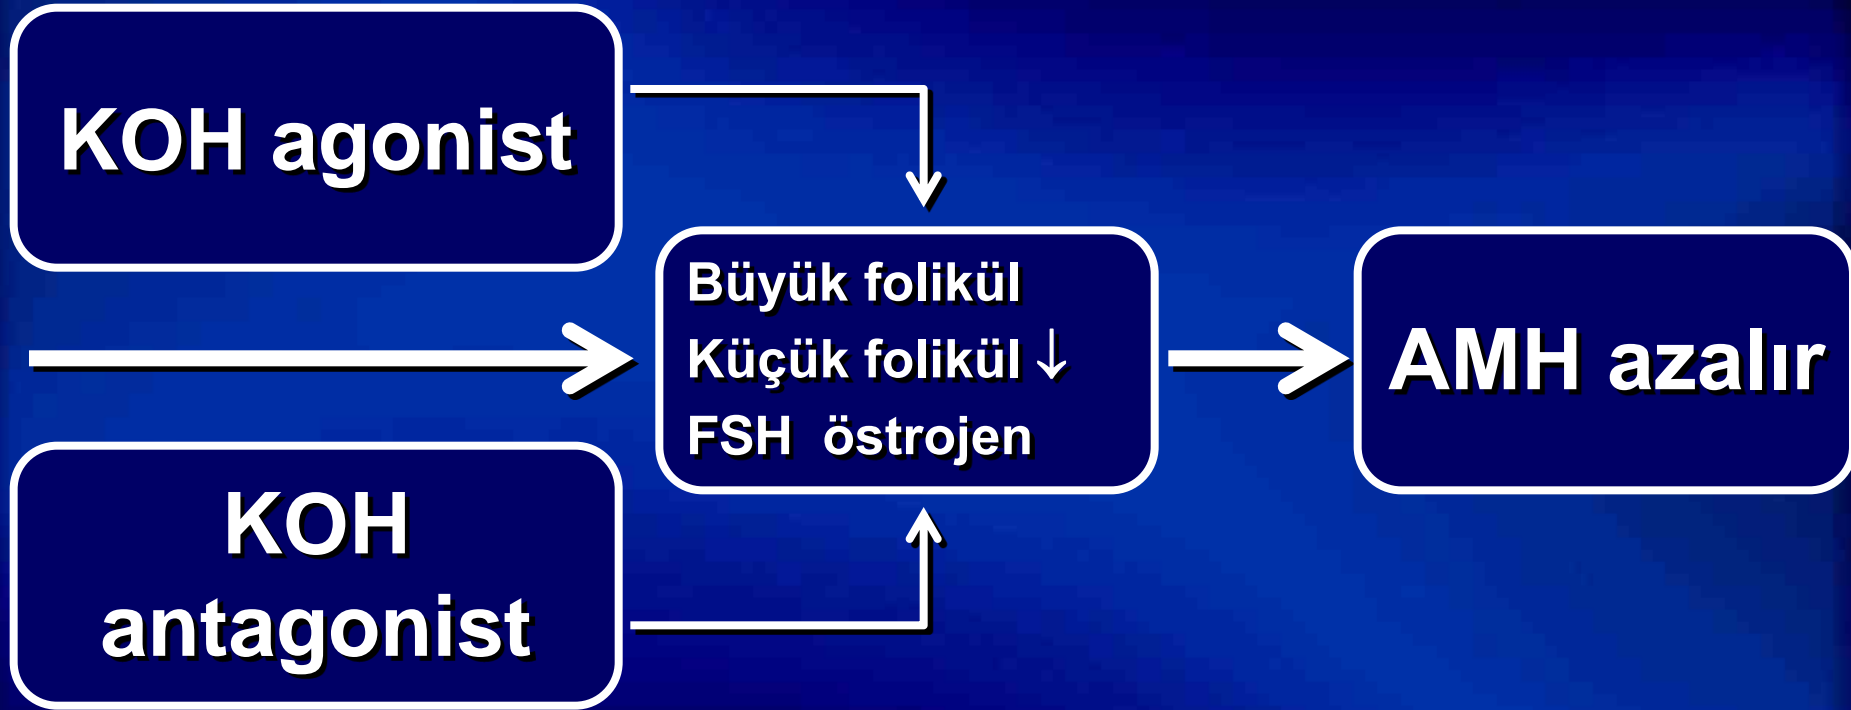 KOH agonist
Büyük folikül
Küçük folikül ↓
FSH östrojen
AMH azalır
KOH
antagonist